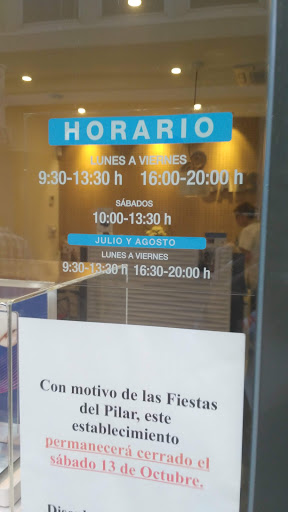 HORARIO
LUNES A VIERNES
9:30-13:30 h 16:00-20:00 h
SÁBADOS
10:00-13:30 h
JULIO Y AGOSTO
LUNES A VIERNES
9:30-13:30 h 16:30-20:00 h
Con motivo de las Fiestas
del Pilar, este
establecimiento
permanecerá cerrado el
sábado 13 de Octubre.